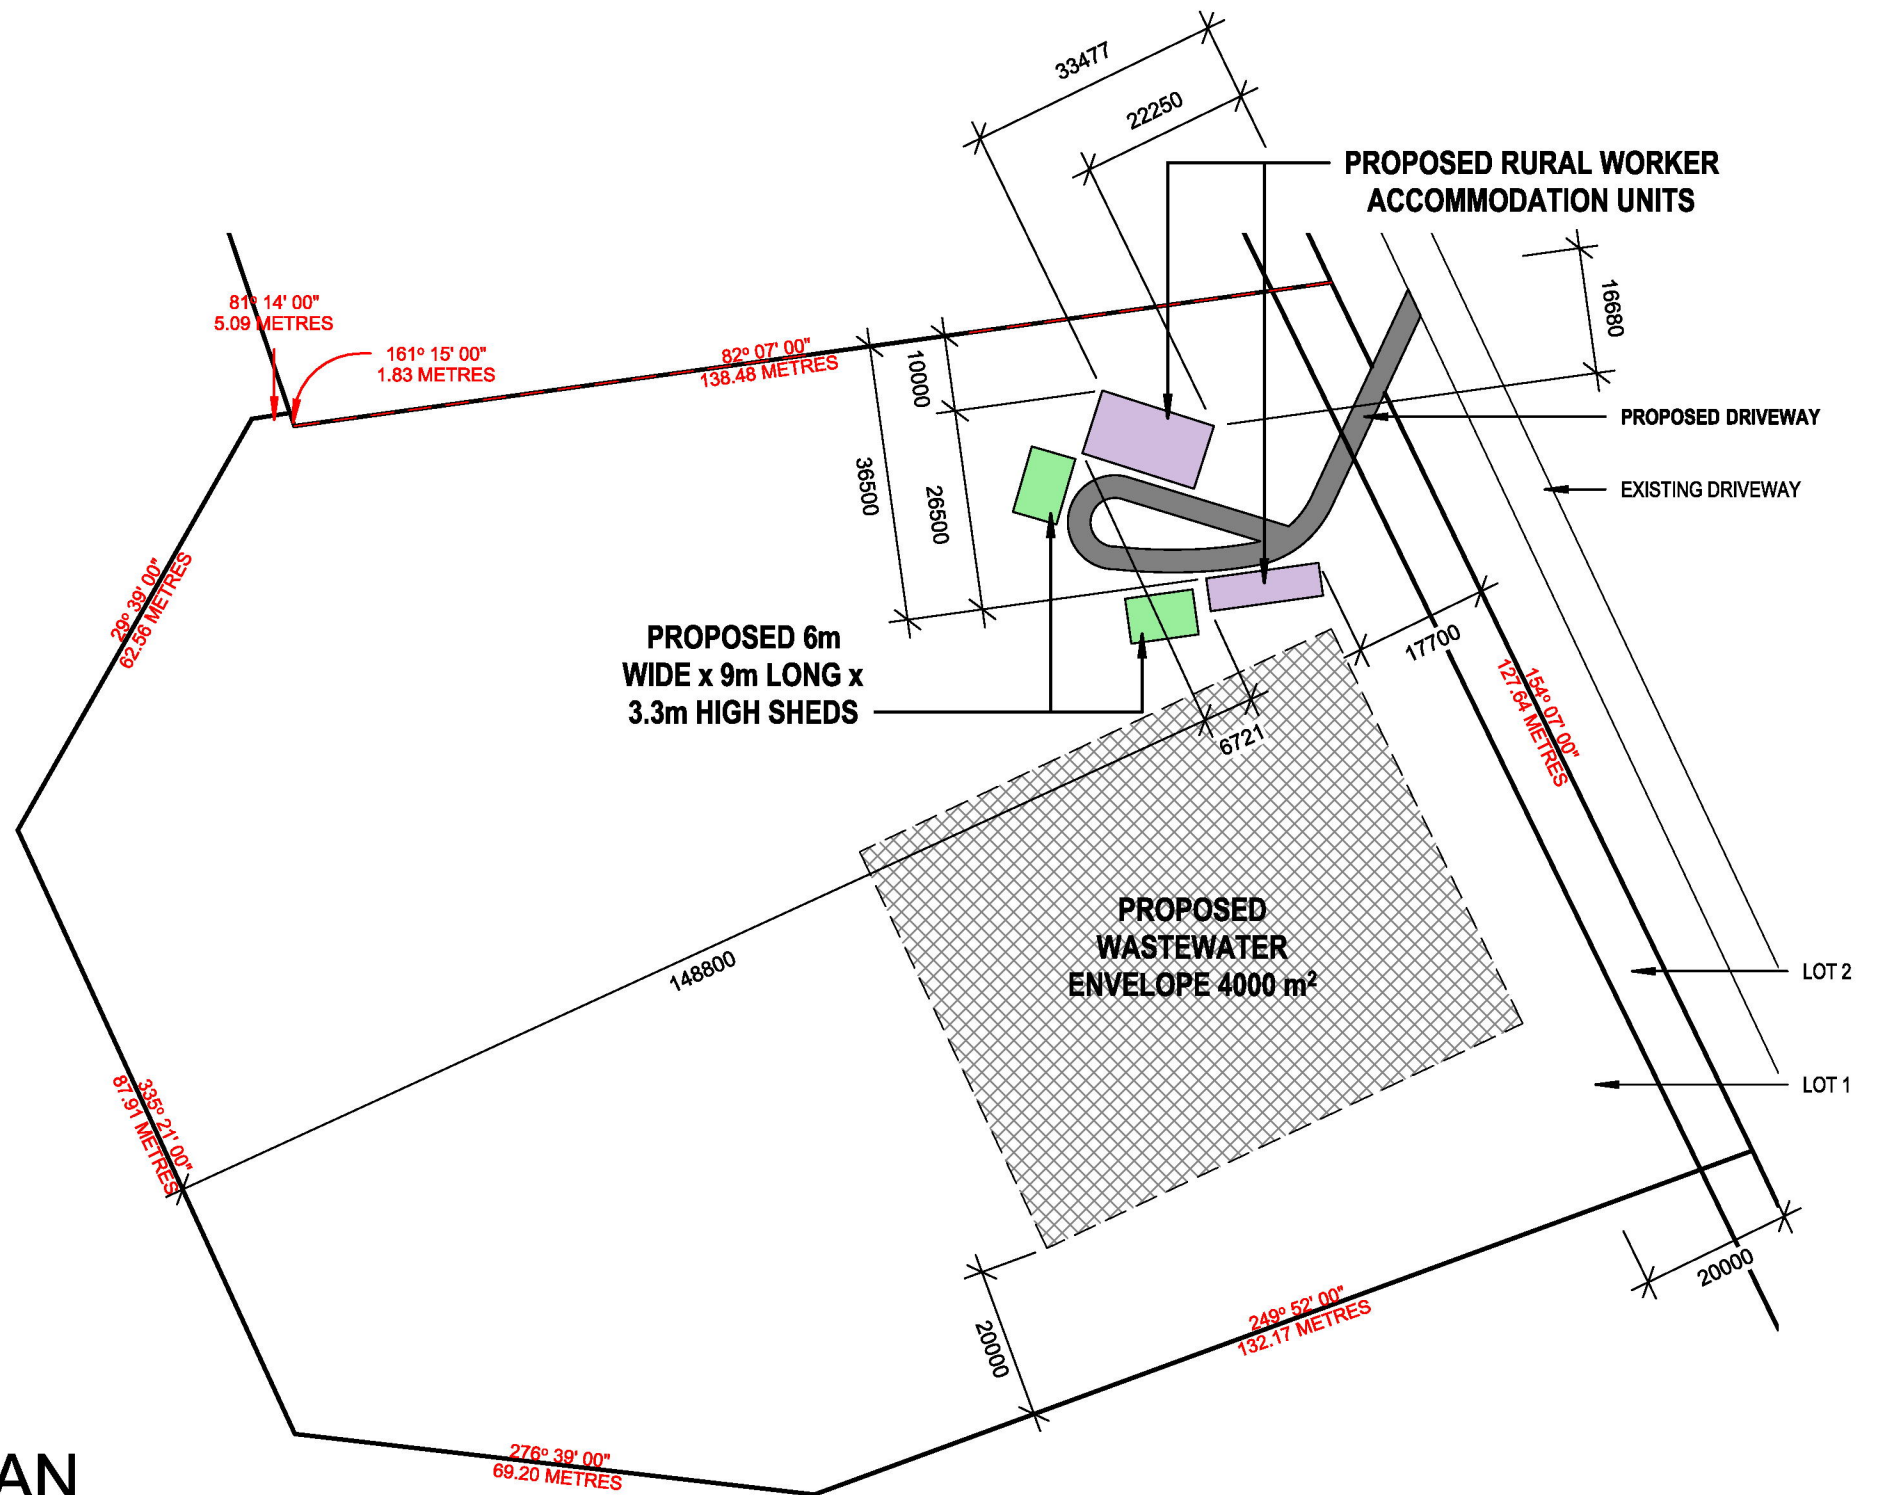 33477
22250
PROPOSED RURAL WORKER
ACCOMMODATION UNITS
16680
81° 14' 00"
5.09 METRES
161° 15' 00"
1.83 METRES
82° 07' 00"
138.48 METRES
10000
36500
26500
PROPOSED DRIVEWAY
EXISTING DRIVEWAY
29° 39' 00"
62.56 METRES
PROPOSED 6m
WIDE x 9m LONG x
3.3m HIGH SHEDS
17700
6721
154° 07' 00"
127.64 METRES
148800
PROPOSED
WASTEWATER
ENVELOPE 4000 m²
LOT 2
LOT 1
335° 21' 00"
87.91 METRES
20000
20000
249° 52' 00"
132.17 METRES
276° 39' 00"
69.20 METRES
AN